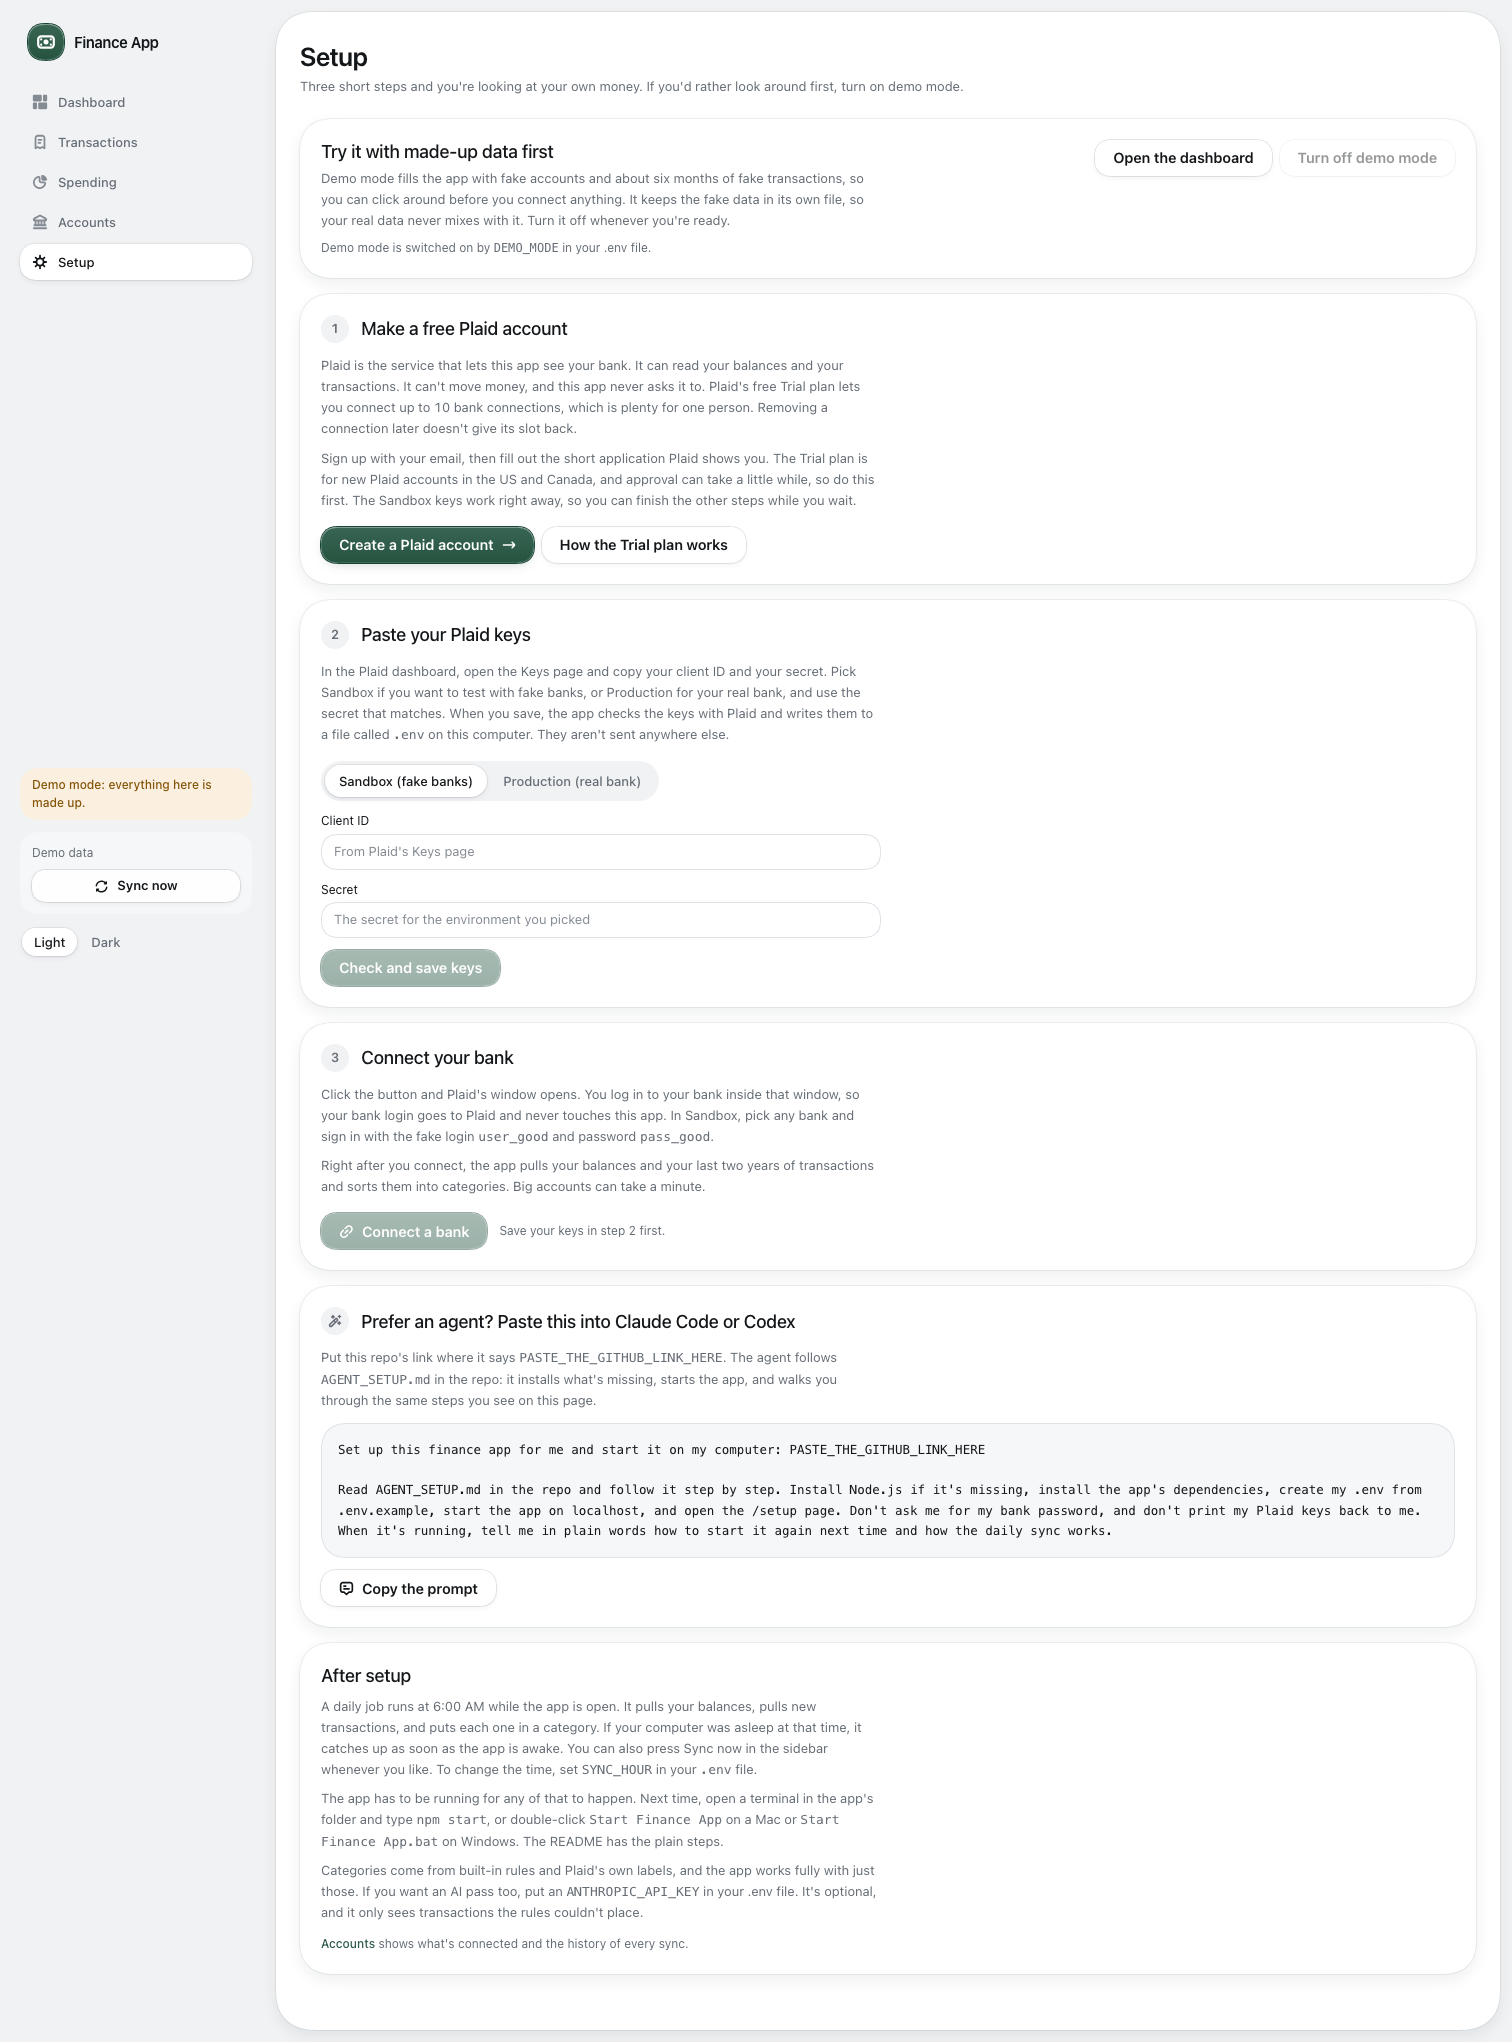 Finance App
Dashboard
Transactions
Spending
Accounts
Setup
Demo mode: everything here is
made up.
Demo data
Sync now
Light Dark
Setup
Three short steps and you're looking at your own money. If you'd rather look around first, turn on demo mode.
Try it with made-up data first
Open the dashboard Turn off demo mode
Demo mode fills the app with fake accounts and about six months of fake transactions, so
you can click around before you connect anything. It keeps the fake data in its own file, so
your real data never mixes with it. Turn it off whenever you're ready.
Demo mode is switched on by DEMO_MODE in your .env file.
1 Make a free Plaid account
Plaid is the service that lets this app see your bank. It can read your balances and your
transactions. It can't move money, and this app never asks it to. Plaid's free Trial plan lets
you connect up to 10 bank connections, which is plenty for one person. Removing a
connection later doesn't give its slot back.
Sign up with your email, then fill out the short application Plaid shows you. The Trial plan is
for new Plaid accounts in the US and Canada, and approval can take a little while, so do this
first. The Sandbox keys work right away, so you can finish the other steps while you wait.
Create a Plaid account → How the Trial plan works
2 Paste your Plaid keys
In the Plaid dashboard, open the Keys page and copy your client ID and your secret. Pick
Sandbox if you want to test with fake banks, or Production for your real bank, and use the
secret that matches. When you save, the app checks the keys with Plaid and writes them to
a file called .env on this computer. They aren't sent anywhere else.
Sandbox (fake banks) Production (real bank)
Client ID
From Plaid's Keys page
Secret
The secret for the environment you picked
Check and save keys
3 Connect your bank
Click the button and Plaid's window opens. You log in to your bank inside that window, so
your bank login goes to Plaid and never touches this app. In Sandbox, pick any bank and
sign in with the fake login user_good and password pass_good.
Right after you connect, the app pulls your balances and your last two years of transactions
and sorts them into categories. Big accounts can take a minute.
Connect a bank Save your keys in step 2 first.
Prefer an agent? Paste this into Claude Code or Codex
Put this repo's link where it says PASTE_THE_GITHUB_LINK_HERE. The agent follows
AGENT_SETUP.md in the repo: it installs what's missing, starts the app, and walks you
through the same steps you see on this page.
Set up this finance app for me and start it on my computer: PASTE_THE_GITHUB_LINK_HERE
Read AGENT_SETUP.md in the repo and follow it step by step. Install Node.js if it's missing, install the app's dependencies, create my .env from
.env.example, start the app on localhost, and open the /setup page. Don't ask me for my bank password, and don't print my Plaid keys back to me.
When it's running, tell me in plain words how to start it again next time and how the daily sync works.
Copy the prompt
After setup
A daily job runs at 6:00 AM while the app is open. It pulls your balances, pulls new
transactions, and puts each one in a category. If your computer was asleep at that time, it
catches up as soon as the app is awake. You can also press Sync now in the sidebar
whenever you like. To change the time, set SYNC_HOUR in your .env file.
The app has to be running for any of that to happen. Next time, open a terminal in the app's
folder and type npm start, or double-click Start Finance App on a Mac or Start
Finance App.bat on Windows. The README has the plain steps.
Categories come from built-in rules and Plaid's own labels, and the app works fully with just
those. If you want an AI pass too, put an ANTHROPIC_API_KEY in your .env file. It's optional,
and it only sees transactions the rules couldn't place.
Accounts shows what's connected and the history of every sync.